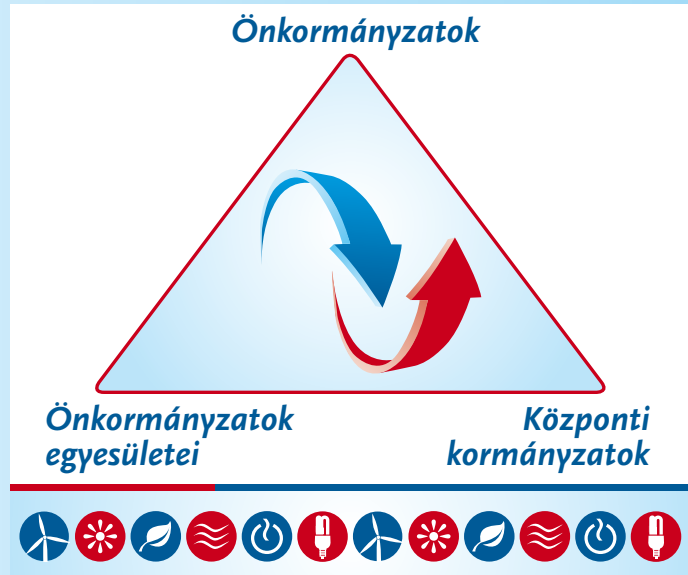 Önkormányzatok
Önkormányzatok
egyesületei
Központi
kormányzatok